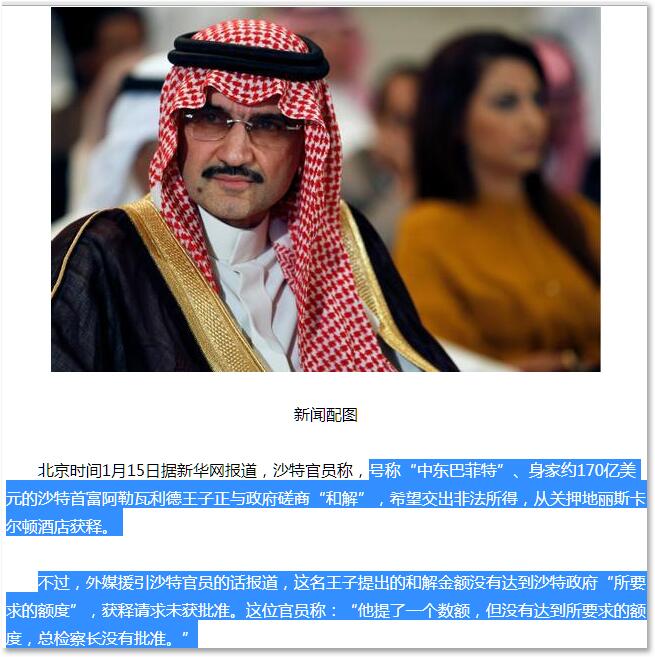 新闻配图
北京时间1月15日据新华网报道，沙特官员称，号称“中东巴菲特”、身家约170亿美
元的沙特首富阿勒瓦利德王子正与政府磋商“和解”，希望交出非法所得，从关押地丽斯卡
尔顿酒店获释。
不过，外媒援引沙特官员的话报道，这名王子提出的和解金额没有达到沙特政府“所要
求的额度”，获释请求未获批准。这位官员称：“他提了一个数额，但没有达到所要求的额
度，总检察长没有批准。”